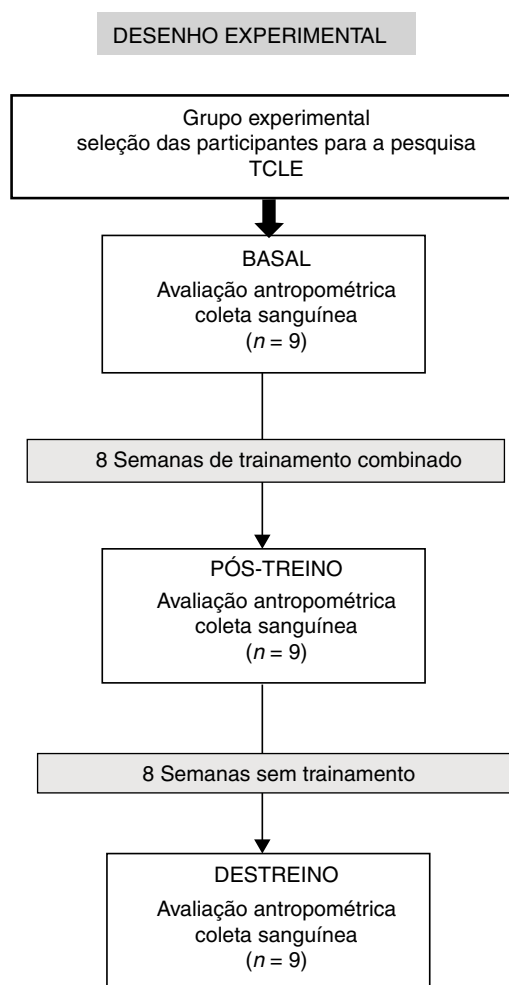 DESENHO EXPERIMENTAL
Grupo experimental
seleção das participantes para a pesquisa
TCLE
BASAL
Avaliação antropométrica
coleta sanguínea
(n = 9)
8 Semanas de trainamento combinado
PÓS-TREINO
Avaliação antropométrica
coleta sanguínea
(n = 9)
8 Semanas sem trainamento
DESTREINO
Avaliação antropométrica
coleta sanguínea
(n = 9)